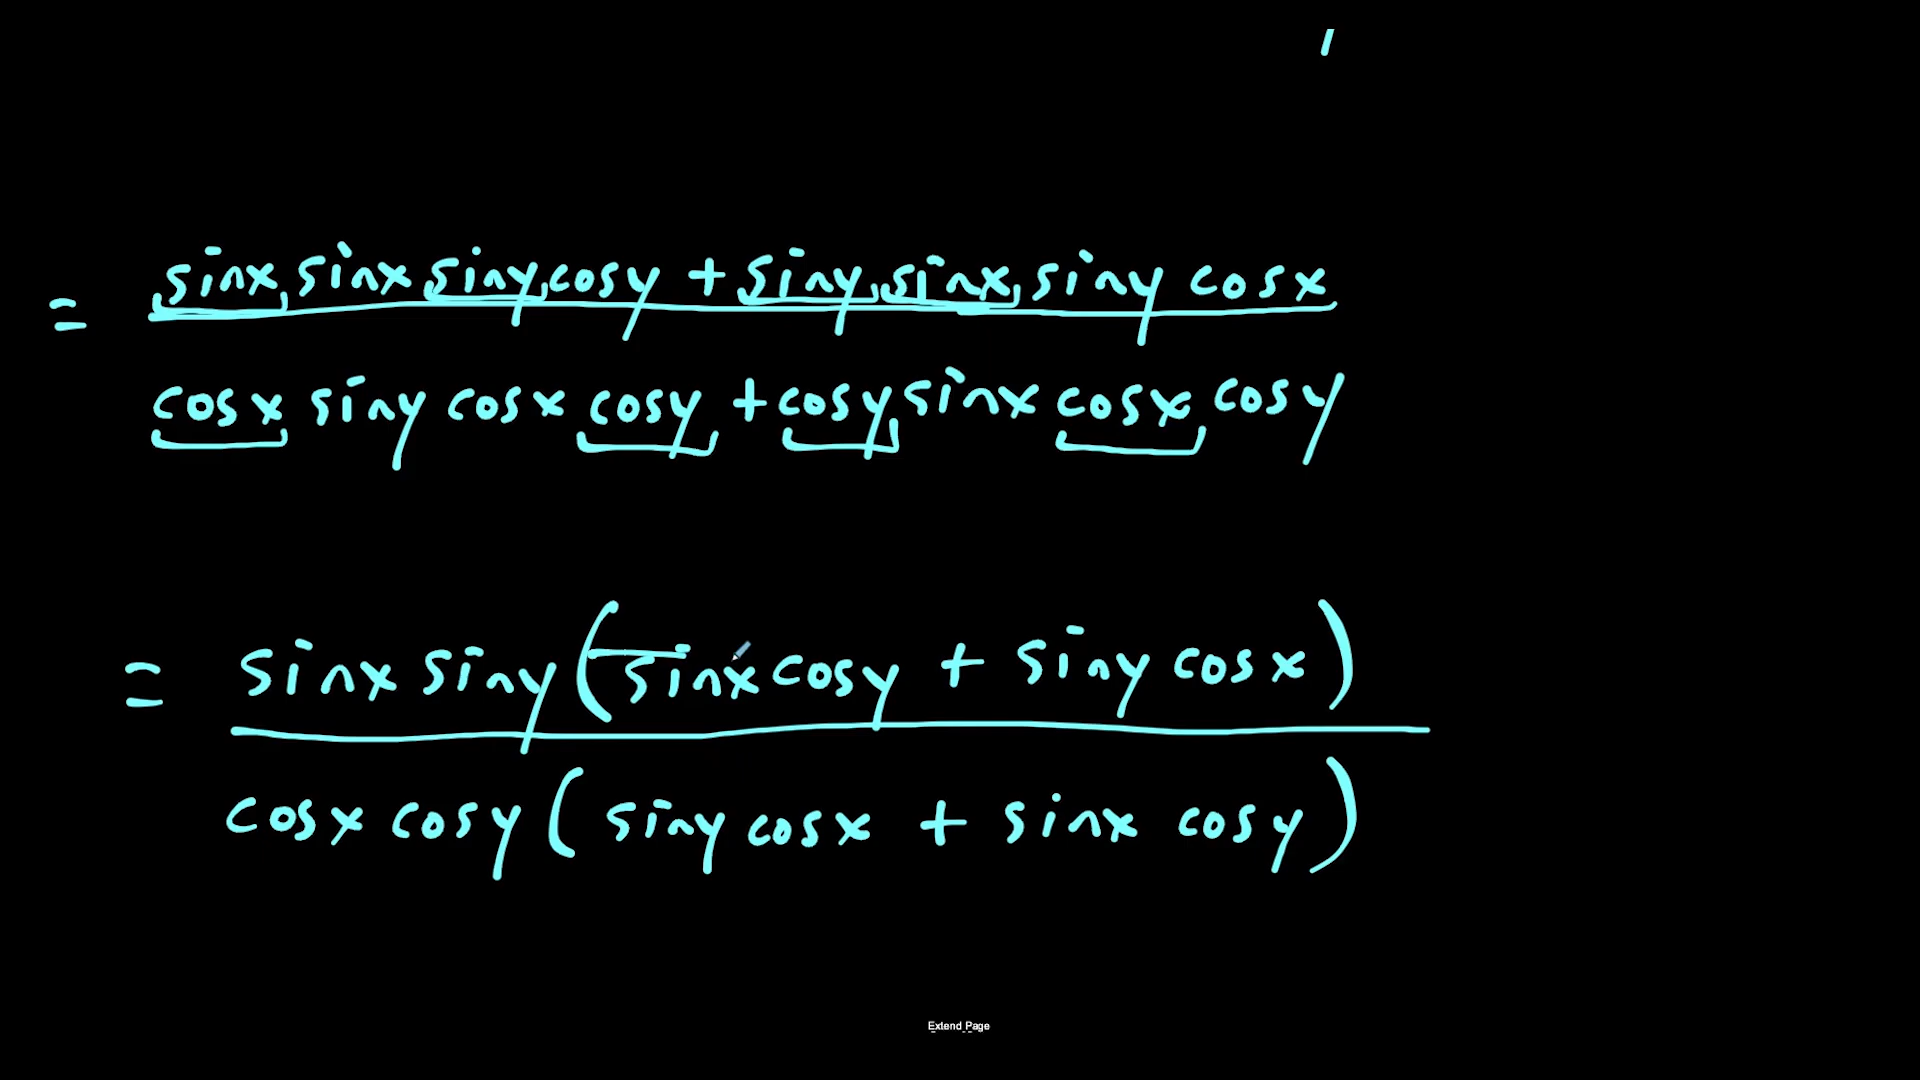 = sinx sinx siny cosy + siny sinx siny cosx
cosx siny cosx cosy + cosy sinx cosx cosy
= sinx siny (sinx cosy + siny cosx)
cosx cosy (siny cosx + sinx cosy)
Extend Page